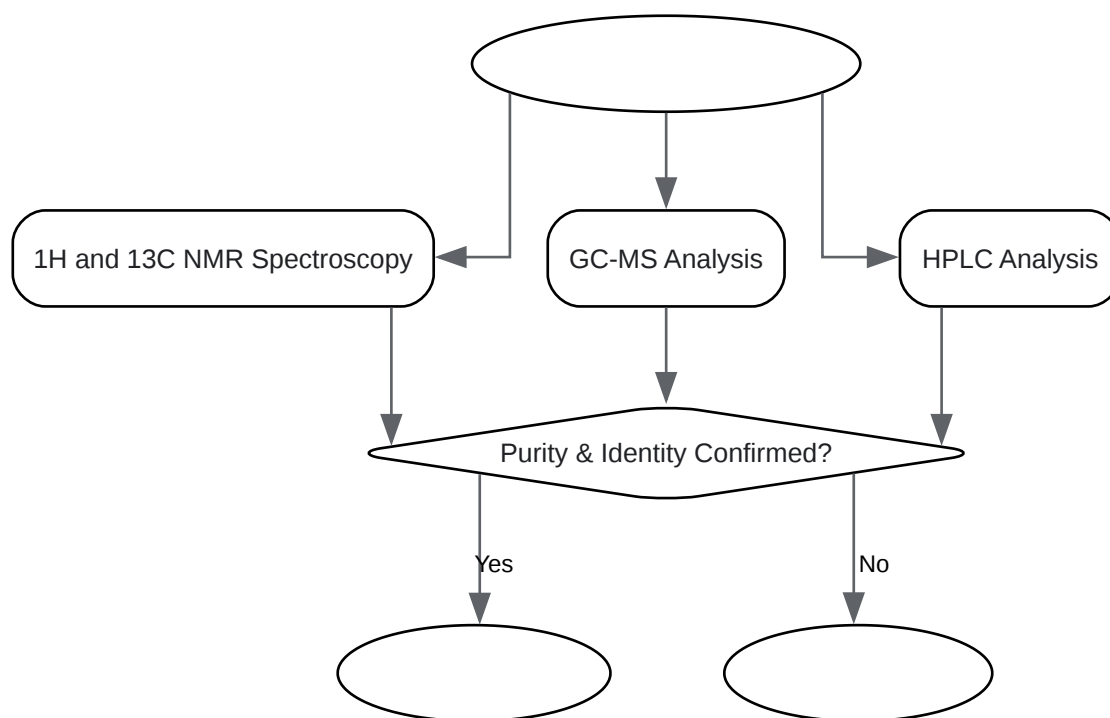 1H and 13C NMR Spectroscopy
GC-MS Analysis
HPLC Analysis
Purity & Identity Confirmed?
Yes
No